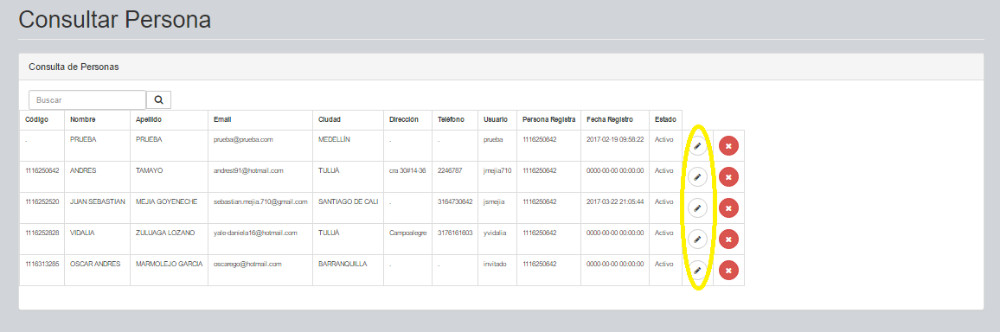 Consultar Persona
Consulta de Personas
Buscar
Código Nombre Apellido Email Ciudad Dirección Teléfono Usuario Persona Registra Fecha Registro Estado
. PRUEBA PRUEBA prueba@prueba.com MEDELLÍN . . prueba 1116250642 2017-02-19 09:58:22 Activo
1116250642 ANDRES TAMAYO andrest91@hotmail.com TULUÁ cra 30#14-36 2246787 jmejia710 1116250642 0000-00-00 00:00:00 Activo
1116252520 JUAN SEBASTIAN MEJIA GOYENECHE sebastian.mejia.710@gmail.com SANTIAGO DE CALI . 3164730642 jsmejia 1116250642 2017-03-22 21:05:44 Activo
1116252828 VIDALIA ZULUAGA LOZANO yale-daniela16@hotmail.com TULUÁ Campoalegre 3176161603 yvidalia 1116250642 0000-00-00 00:00:00 Activo
1116313285 OSCAR ANDRES MARMOLEJO GARCIA oscarego@hotmail.com BARRANQUILLA . . invitado 1116250642 0000-00-00 00:00:00 Activo